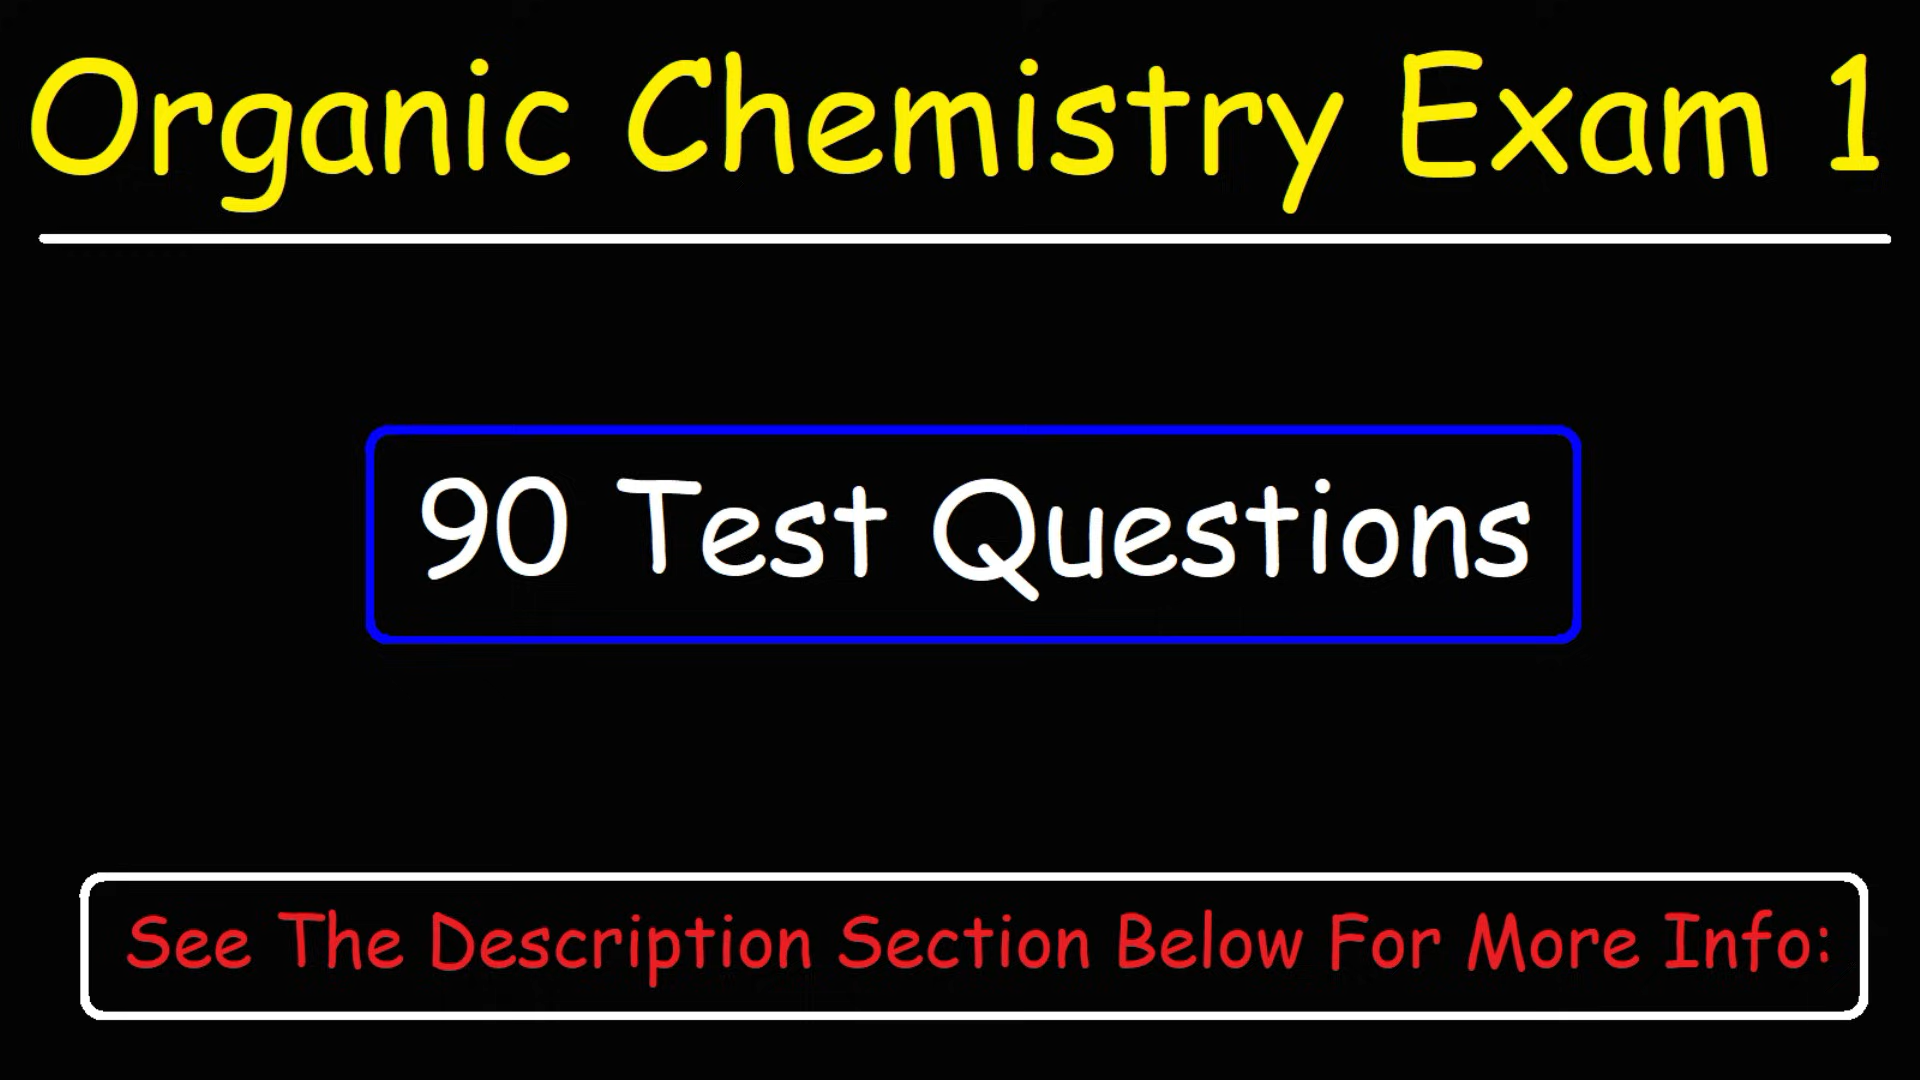 Organic Chemistry Exam 1
90 Test Questions
See The Description Section Below For More Info: